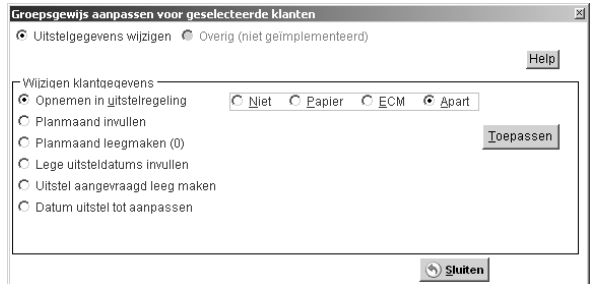 Groepsgewijs aanpassen voor geselecteerde klanten
Uitstelgegevens wijzigen Overig (niet geïmplementeerd)
Help
Wijzigen klantgegevens
Opnemen in uitstelregeling Niet Papier ECM Apart
Planmaand invullen
Toepassen
Planmaand leegmaken (0)
Lege uitsteldatums invullen
Uitstel aangevraagd leeg maken
Datum uitstel tot aanpassen
Sluiten